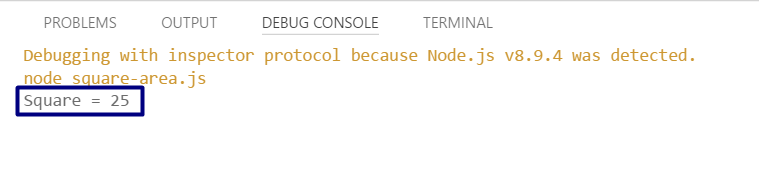 PROBLEMS OUTPUT DEBUG CONSOLE TERMINAL
Debugging with inspector protocol because Node.js v8.9.4 was detected.
node square-area.js
Square = 25